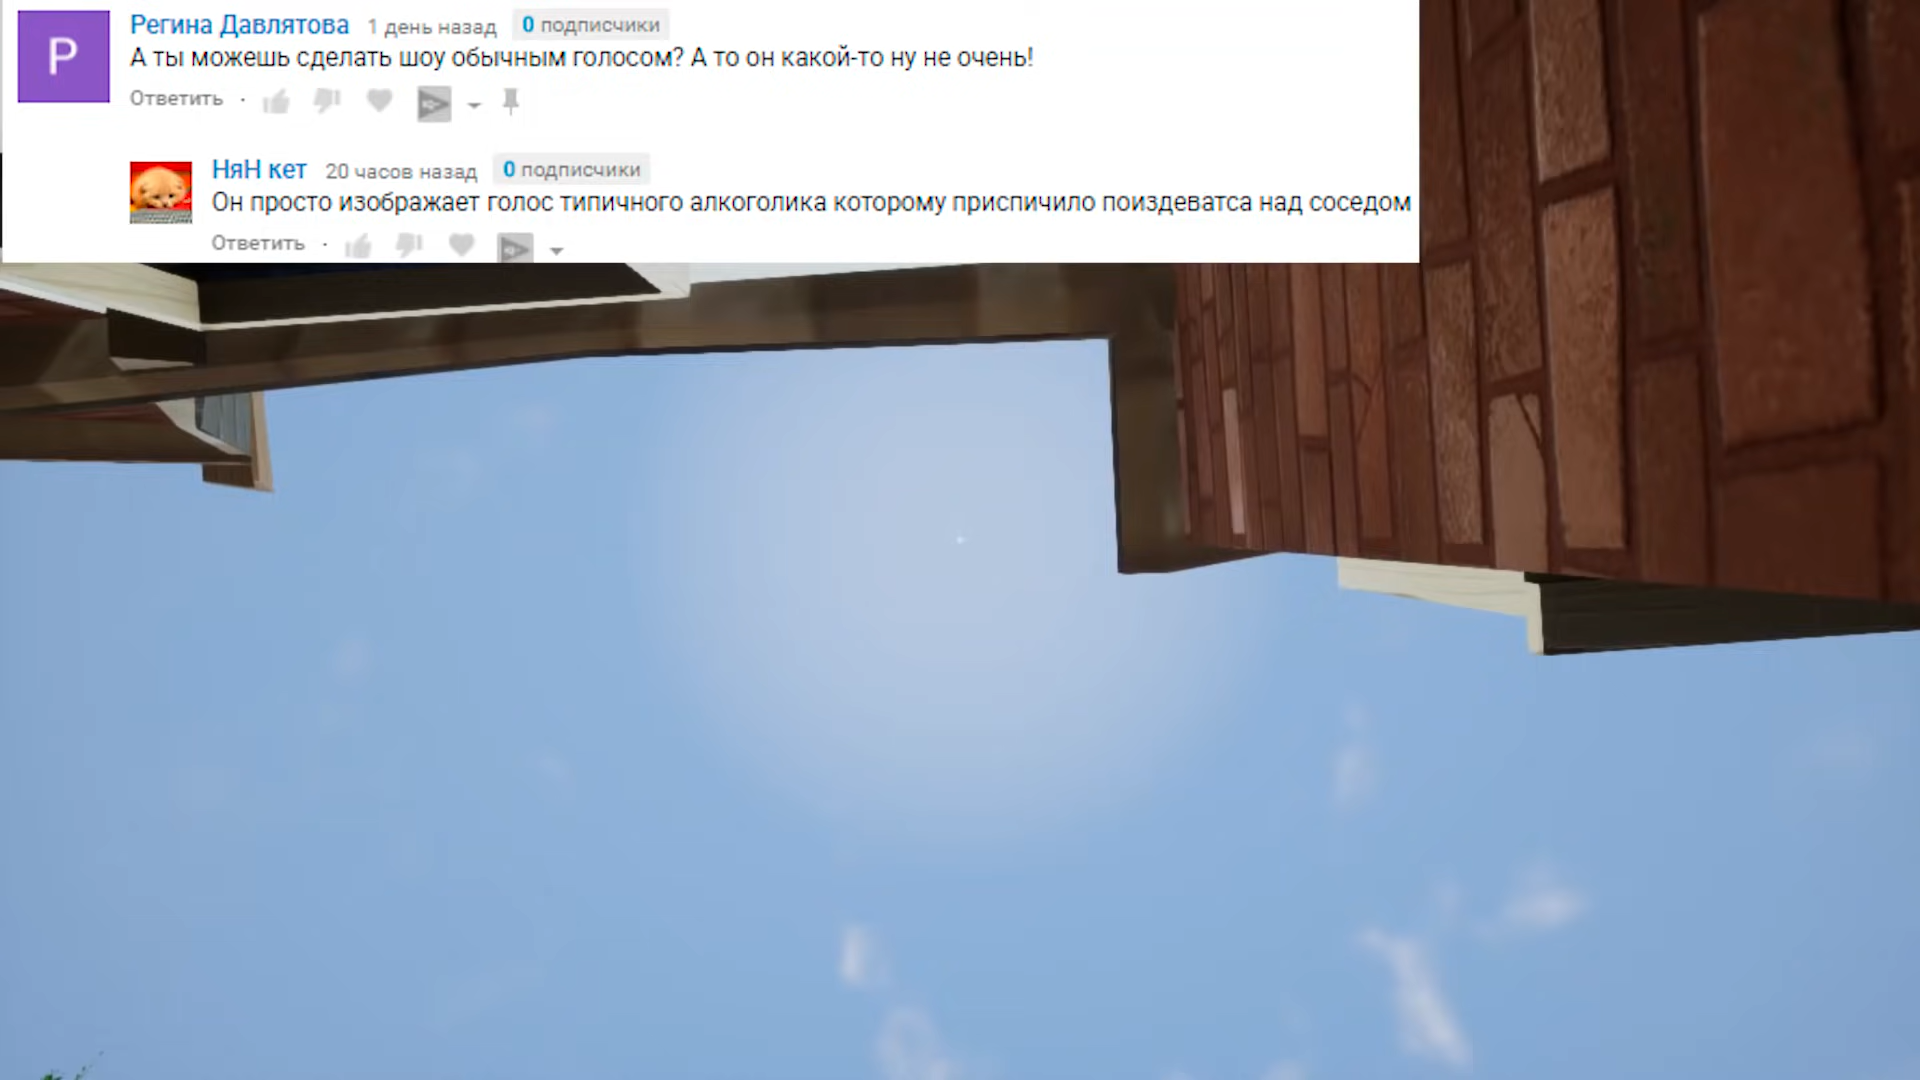 Р
Регина Давлятова 1 день назад 0 подписчики
А ты можешь сделать шоу обычным голосом? А то он какой-то ну не очень!
Ответить ·
НяН кет 20 часов назад 0 подписчики
Он просто изображает голос типичного алкоголика которому приспичило поиздеватса над соседом
Ответить ·